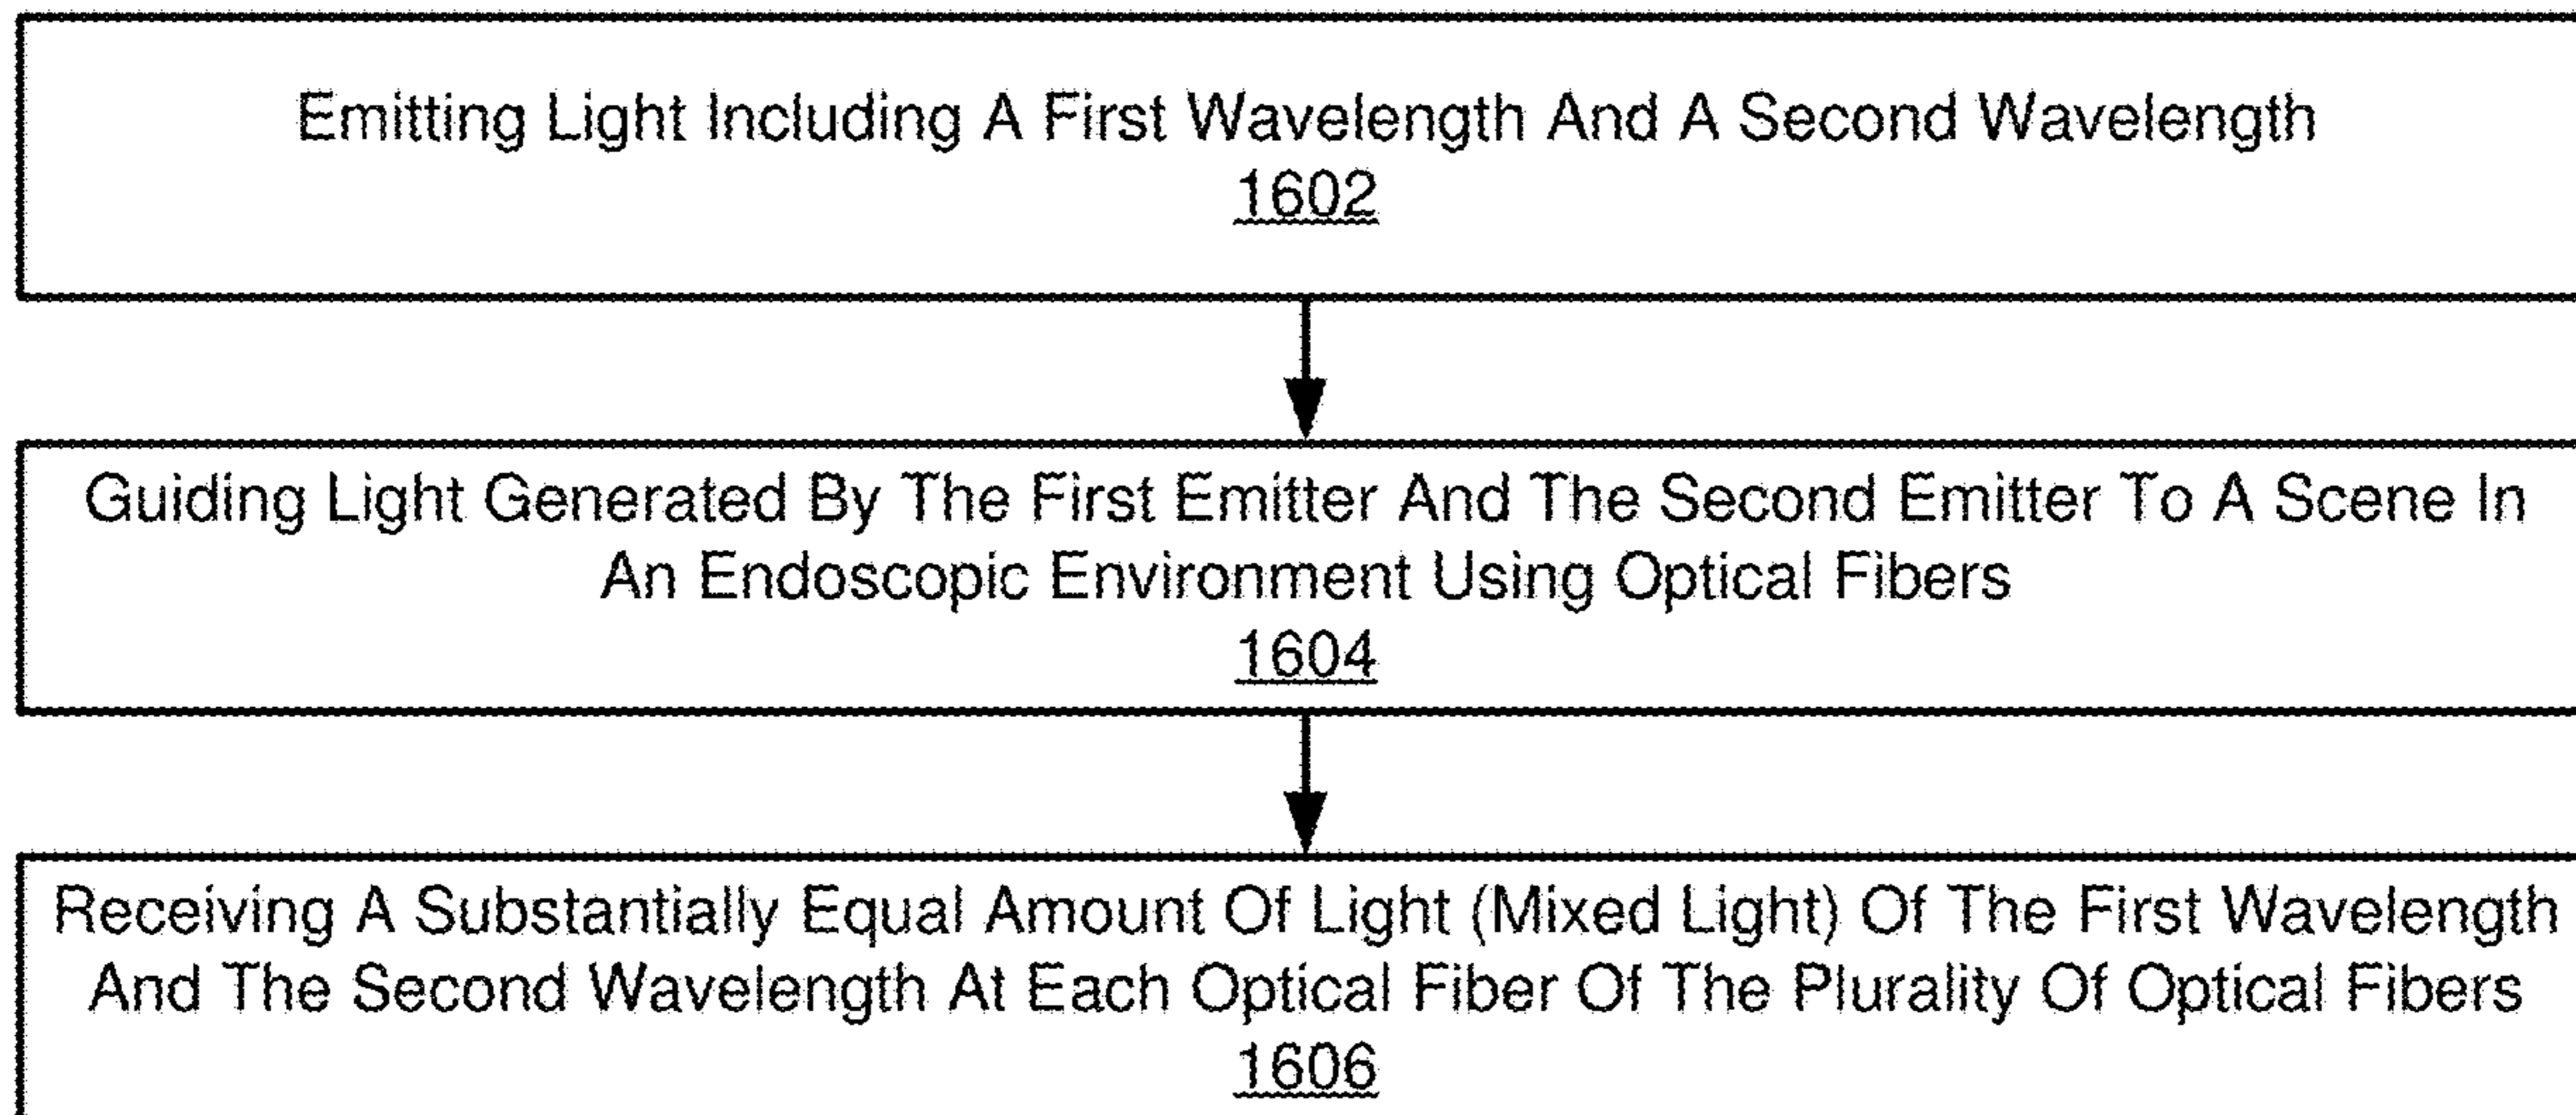 Emitting Light Including A First Wavelength And A Second Wavelength
1602
Guiding Light Generated By The First Emitter And The Second Emitter To A Scene In
An Endoscopic Environment Using Optical Fibers
1604
Receiving A Substantially Equal Amount Of Light (Mixed Light) Of The First Wavelength
And The Second Wavelength At Each Optical Fiber Of The Plurality Of Optical Fibers
1606